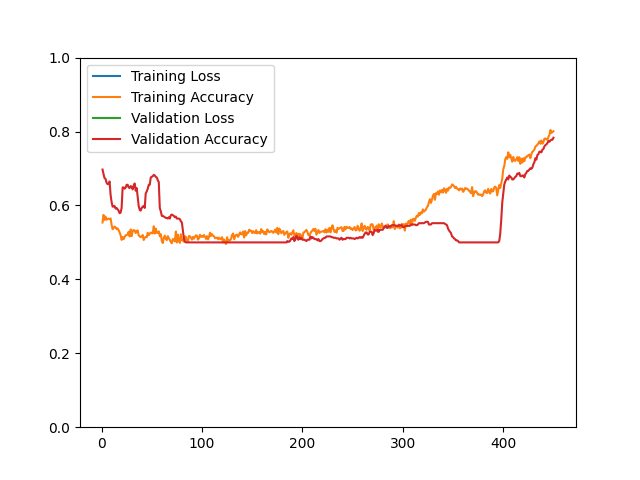 Training Loss
Training Accuracy
Validation Loss
Validation Accuracy
1.0
0.8
0.6
0.4
0.2
0.0
0 100 200 300 400